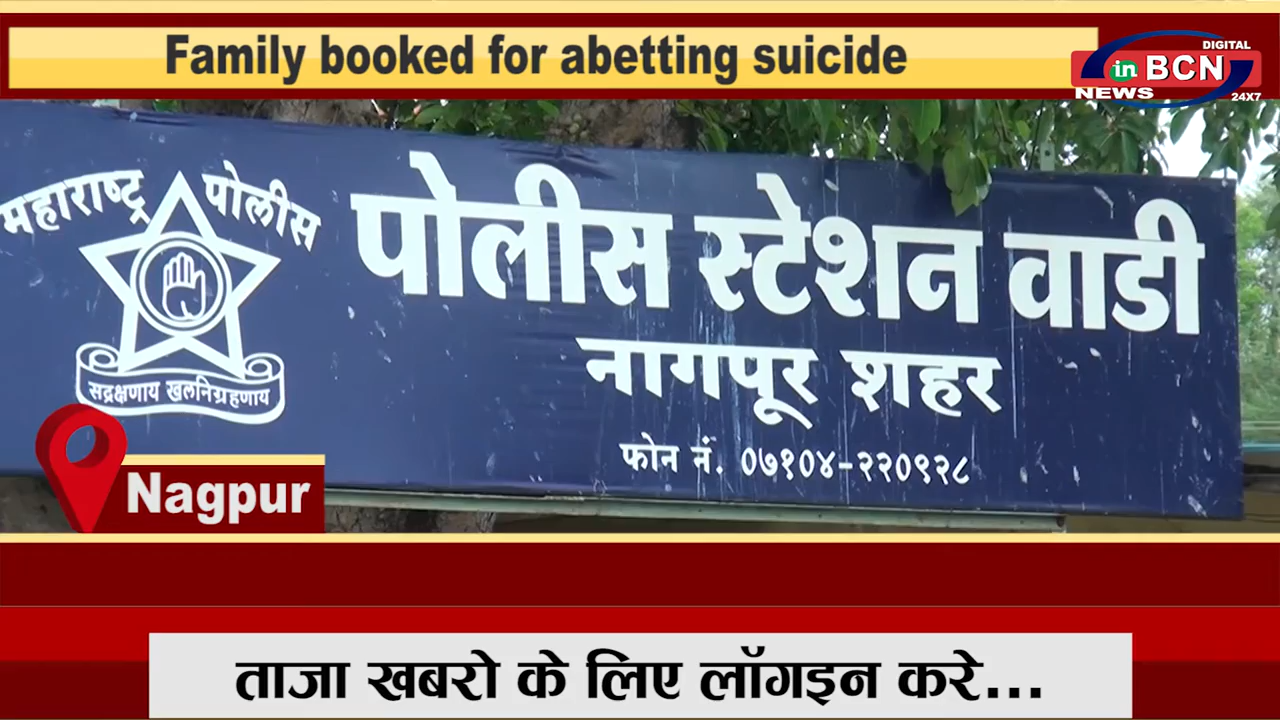 Family booked for abetting suicide
DIGITAL
in BCN
NEWS 24X7
महाराष्ट्र पोलीस
पोलीस स्टेशन वाडी
नागपूर शहर
फोन नं. ०७१०४-२२०९२८
सद्रक्षणाय खलनिग्रहणाय
Nagpur
ताजा खबरो के लिए लॉगइन करे...